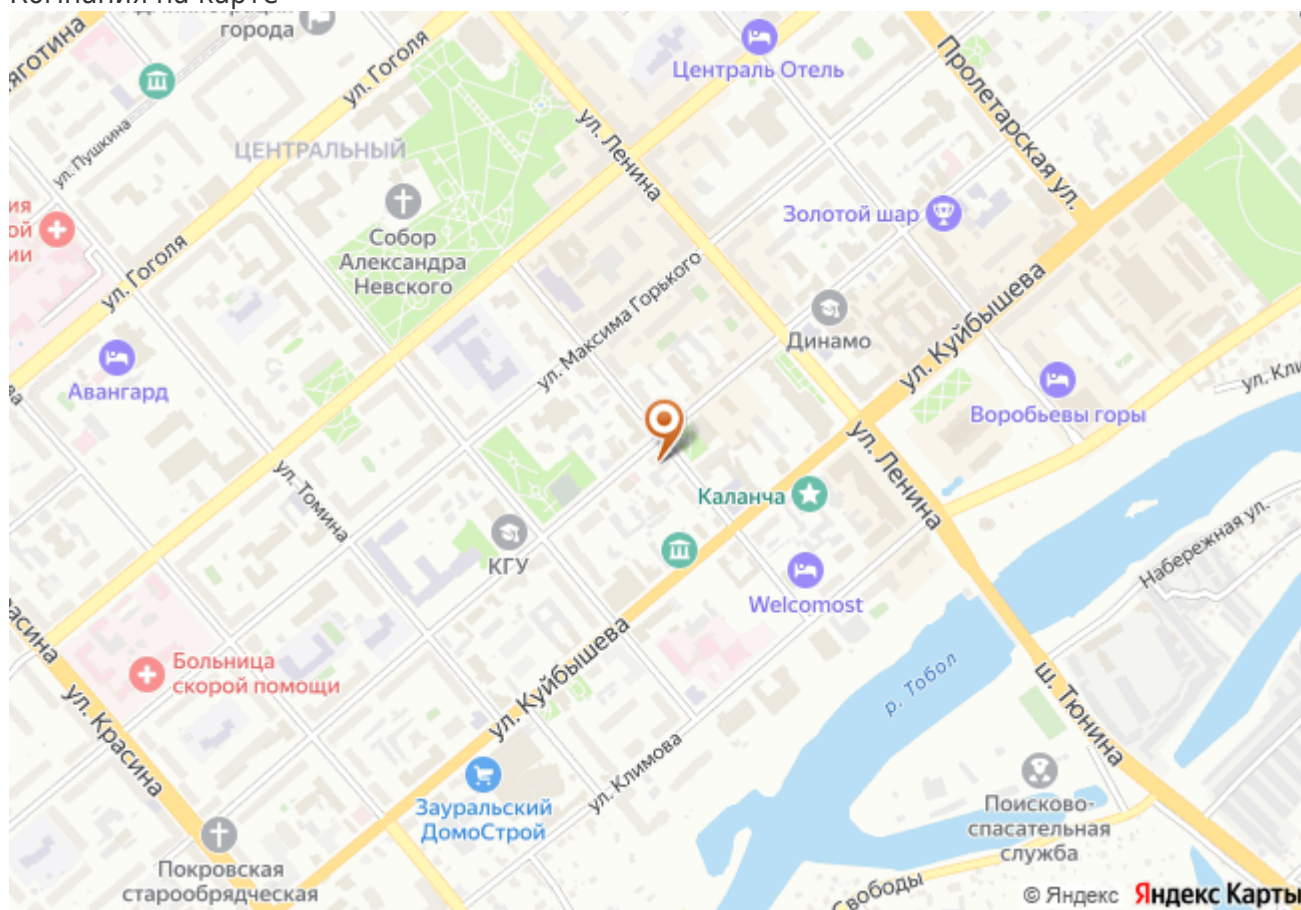 Компания на карте
города
ул. Гоголя
Централь Отель
Пролетарская ул.
ул. Пушкина
ЦЕНТРАЛЬНЫЙ
ул. Ленина
Собор
Александра
Невского
Золотой шар
ул. Гоголя
ул. Максима Горького
Динамо
ул. Куйбышева
Авангард
Воробьевы горы
ул. Томина
Каланча
ул. Ленина
КГУ
Набережная ул.
Welcomost
Больница
скорой помощи
ул. Куйбышева
р. Тобол
ул. Красина
ш. Тюнина
ул. Климова
Зауральский
ДомоСтрой
Поисково-
спасательная
служба
Покровская
старообрядческая
Свободы
© Яндекс Яндекс Карты